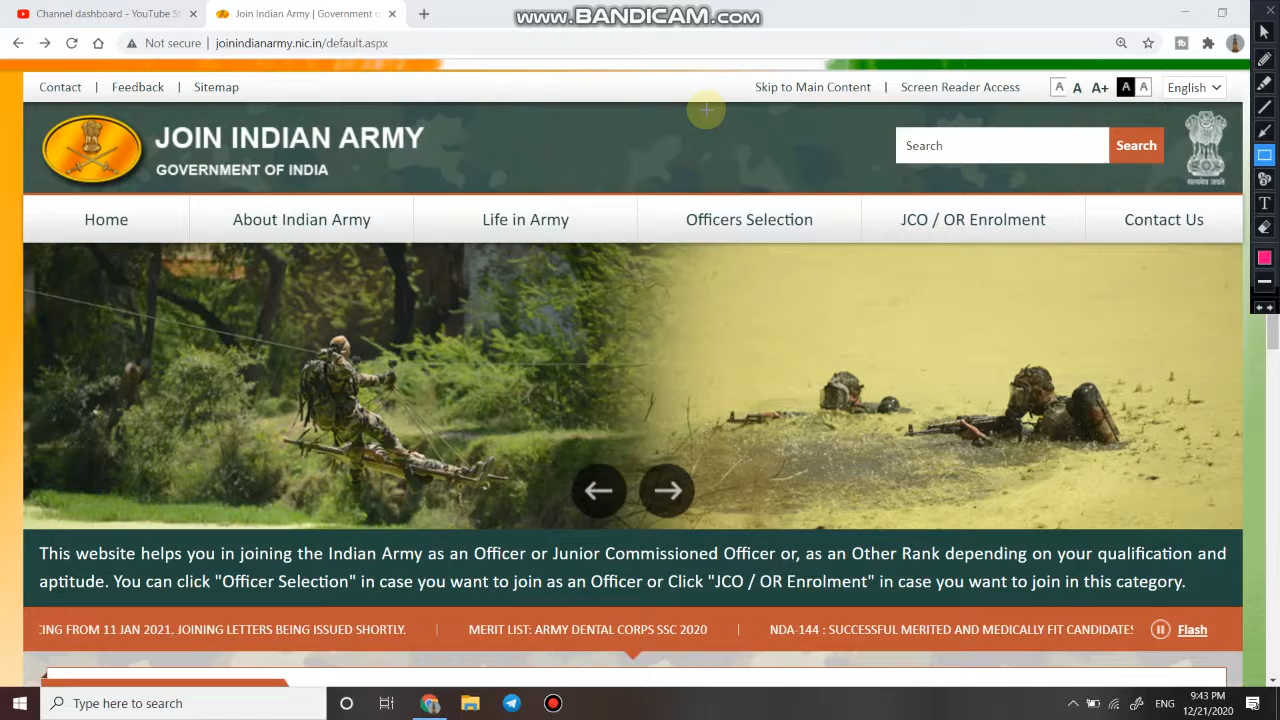 Channel dashboard - YouTube St
Join Indian Army | Government o
www.BANDICAM.com
Not secure | joinindianarmy.nic.in/default.aspx
Contact | Feedback | Sitemap
Skip to Main Content | Screen Reader Access
A A A+ A A
English
JOIN INDIAN ARMY
GOVERNMENT OF INDIA
Search
Search
Home
About Indian Army
Life in Army
Officers Selection
JCO / OR Enrolment
Contact Us
This website helps you in joining the Indian Army as an Officer or Junior Commissioned Officer or, as an Other Rank depending on your qualification and
aptitude. You can click "Officer Selection" in case you want to join as an Officer or Click "JCO / OR Enrolment" in case you want to join in this category.
CING FROM 11 JAN 2021. JOINING LETTERS BEING ISSUED SHORTLY. | MERIT LIST: ARMY DENTAL CORPS SSC 2020 | NDA-144 : SUCCESSFUL MERITED AND MEDICALLY FIT CANDIDATES
Flash
Type here to search
ENG
9:43 PM
12/21/2020